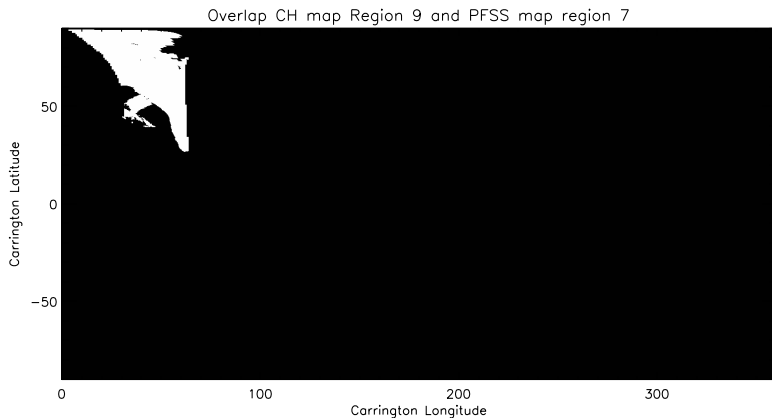 Overlap CH map Region 9 and PFSS map region 7
50
0
−50
Carrington Latitude
0 100 200 300
Carrington Longitude